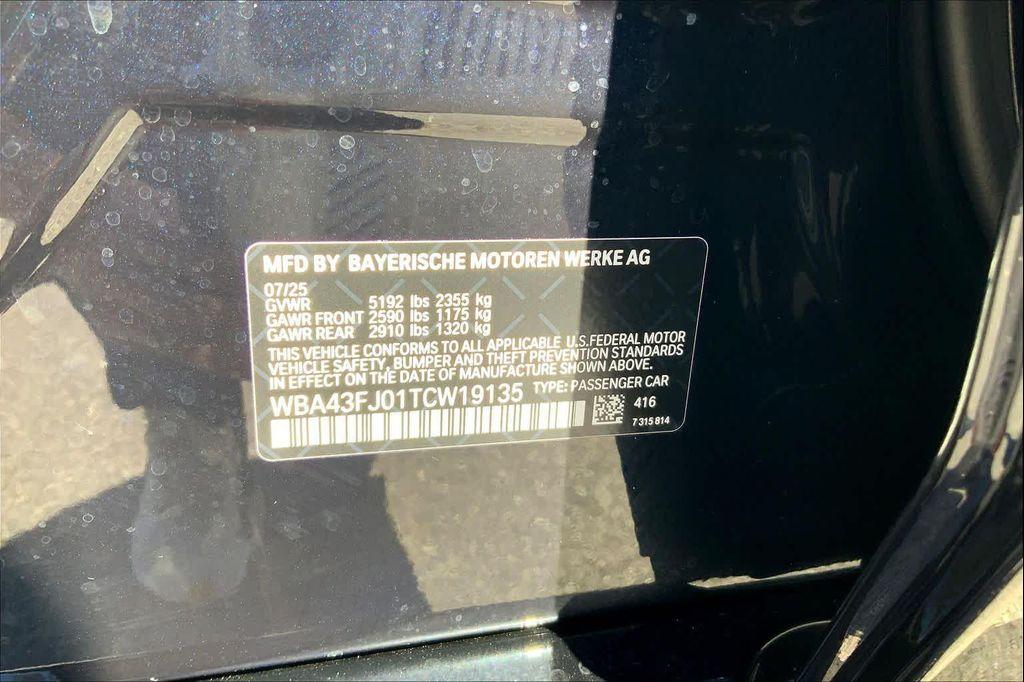 MFD BY BAYERISCHE MOTOREN WERKE AG
07/25
GVWR 5192 lbs 2355 kg
GAWR FRONT 2590 lbs 1175 kg
GAWR REAR 2910 lbs 1320 kg
THIS VEHICLE CONFORMS TO ALL APPLICABLE U.S.FEDERAL MOTOR
VEHICLE SAFETY, BUMPER AND THEFT PREVENTION STANDARDS
IN EFFECT ON THE DATE OF MANUFACTURE SHOWN ABOVE.
WBA43FJ01TCW19135 TYPE: PASSENGER CAR
416
7 315 814